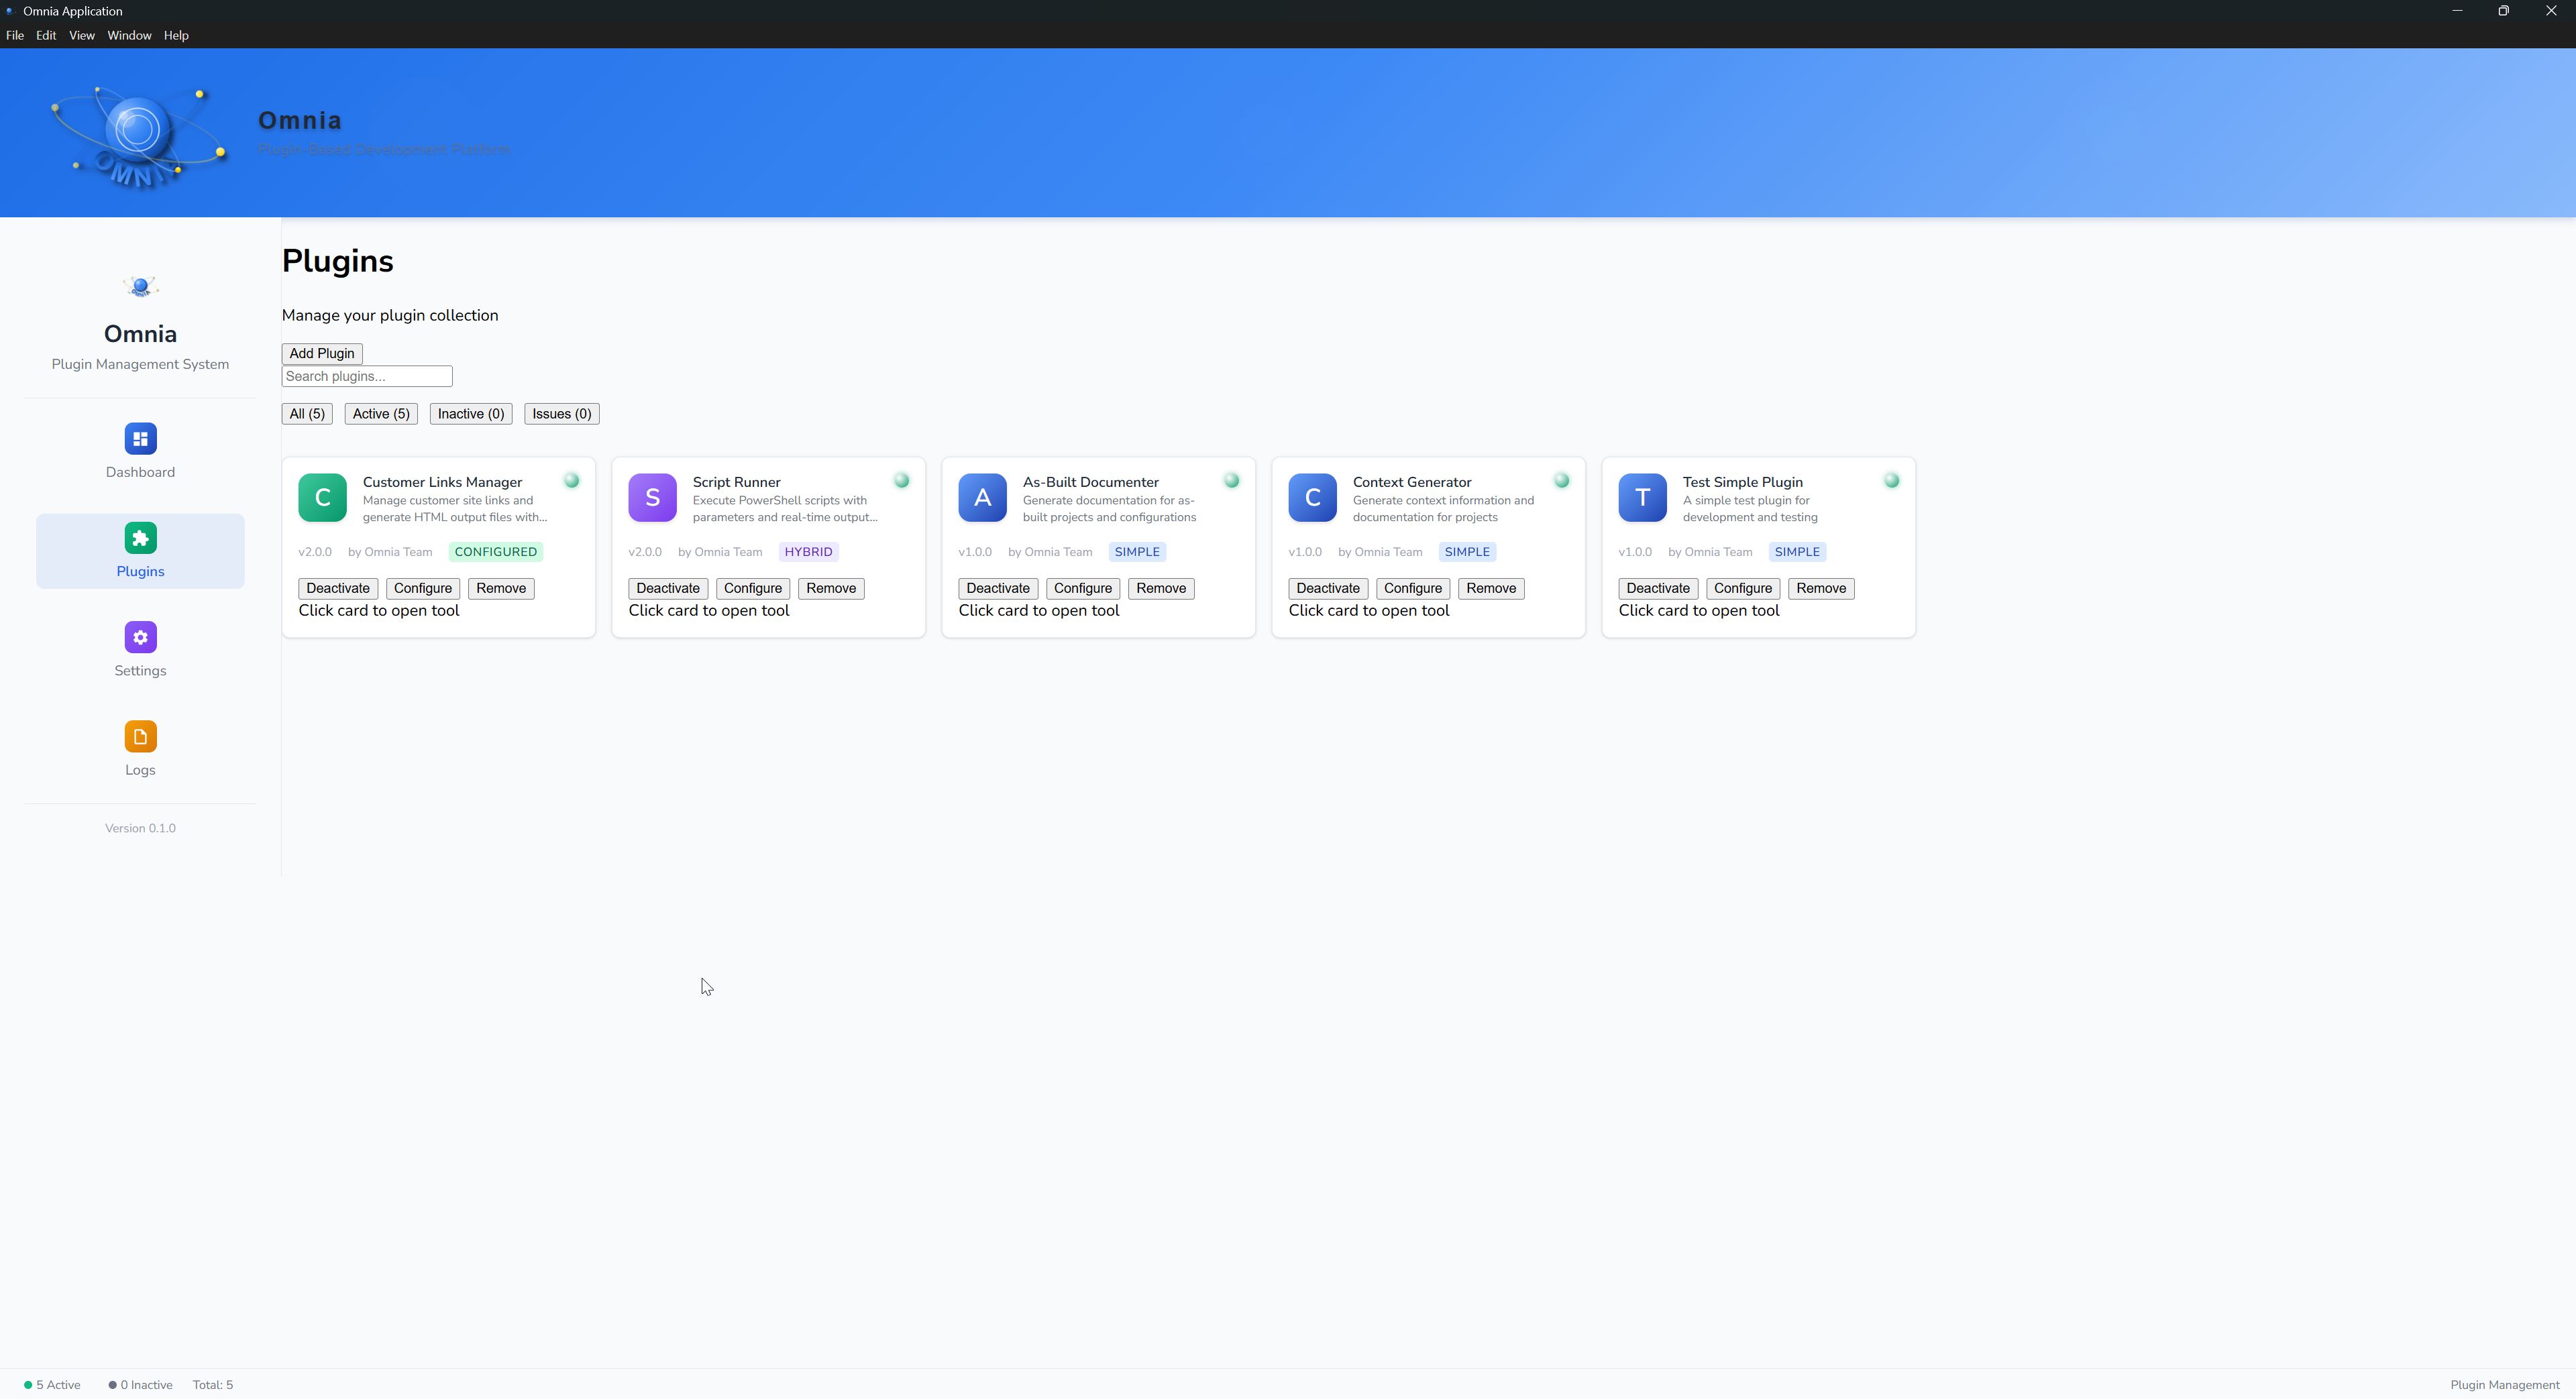 Omnia Application
File Edit View Window Help
Omnia
Plugin-Based Development Platform
OMNI
Plugins
Manage your plugin collection
Add Plugin
Search plugins...
All (5) Active (5) Inactive (0) Issues (0)
Omnia
Plugin Management System
Dashboard
Plugins
Settings
Logs
Version 0.1.0
C
Customer Links Manager
Manage customer site links and
generate HTML output files with...
v2.0.0 by Omnia Team CONFIGURED
Deactivate Configure Remove
Click card to open tool
S
Script Runner
Execute PowerShell scripts with
parameters and real-time output...
v2.0.0 by Omnia Team HYBRID
Deactivate Configure Remove
Click card to open tool
A
As-Built Documenter
Generate documentation for as-
built projects and configurations
v1.0.0 by Omnia Team SIMPLE
Deactivate Configure Remove
Click card to open tool
C
Context Generator
Generate context information and
documentation for projects
v1.0.0 by Omnia Team SIMPLE
Deactivate Configure Remove
Click card to open tool
T
Test Simple Plugin
A simple test plugin for
development and testing
v1.0.0 by Omnia Team SIMPLE
Deactivate Configure Remove
Click card to open tool
5 Active 0 Inactive Total: 5
Plugin Management